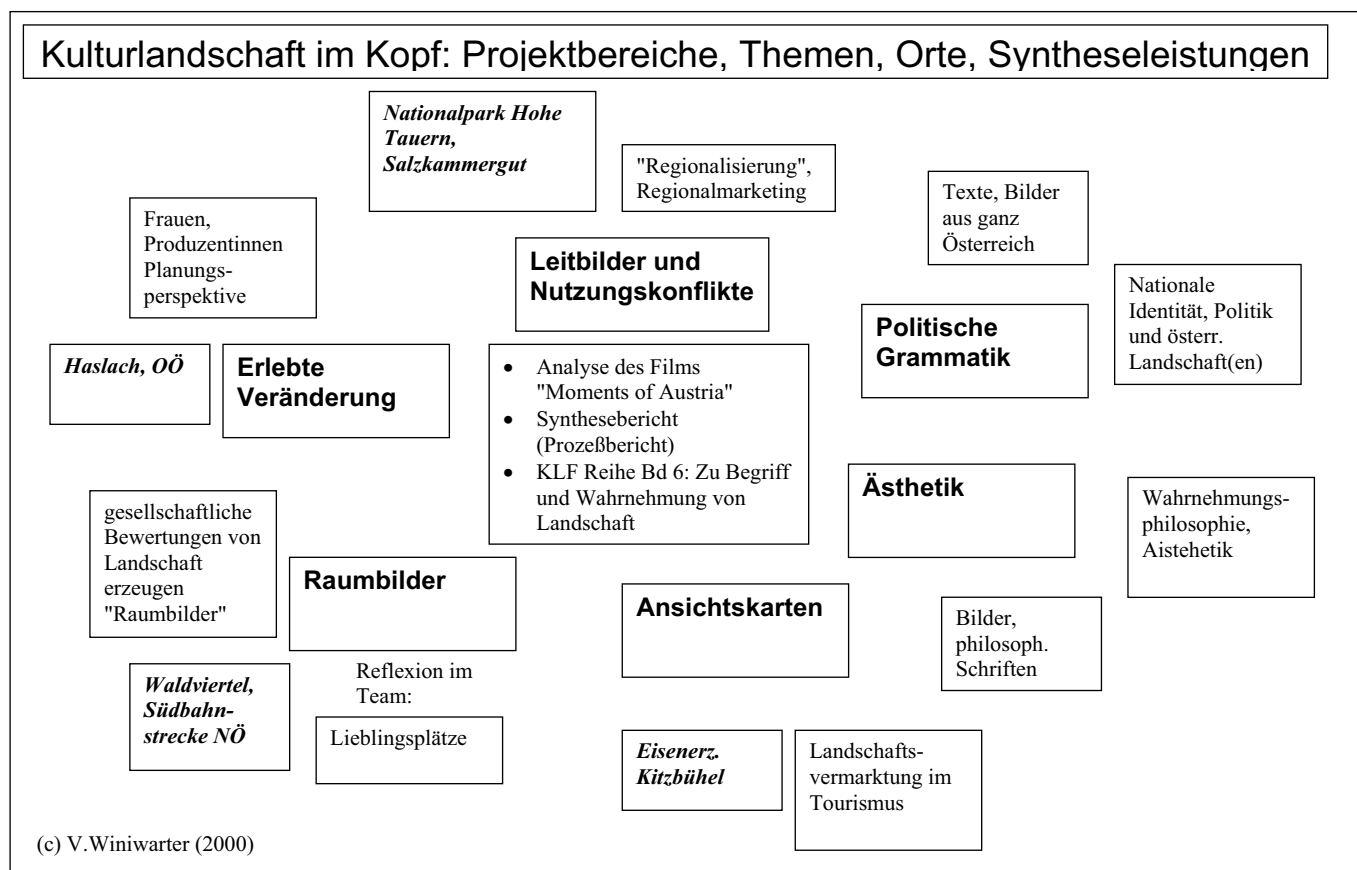 Kulturlandschaft im Kopf: Projektbereiche, Themen, Orte, Syntheseleistungen
Nationalpark Hohe
Tauern,
Salzkammergut
"Regionalisierung",
Regionalmarketing
Texte, Bilder
aus ganz
Österreich
Frauen,
Produzentinnen
Planungs-
perspektive
Leitbilder und
Nutzungskonflikte
Nationale
Identität, Politik
und österr.
Landschaft(en)
Politische
Grammatik
Haslach, OÖ
Erlebte
Veränderung
• Analyse des Films
"Moments of Austria"
• Synthesebericht
(Prozeßbericht)
• KLF Reihe Bd 6: Zu Begriff
und Wahrnehmung von
Landschaft
Ästhetik
Wahrnehmungs-
philosophie,
Aistehetik
gesellschaftliche
Bewertungen von
Landschaft
erzeugen
"Raumbilder"
Raumbilder
Ansichtskarten
Bilder,
philosoph.
Schriften
Waldviertel,
Südbahn-
strecke NÖ
Reflexion im
Team:
Lieblingsplätze
Eisenerz.
Kitzbühel
Landschafts-
vermarktung im
Tourismus
(c) V.Winiwarter (2000)